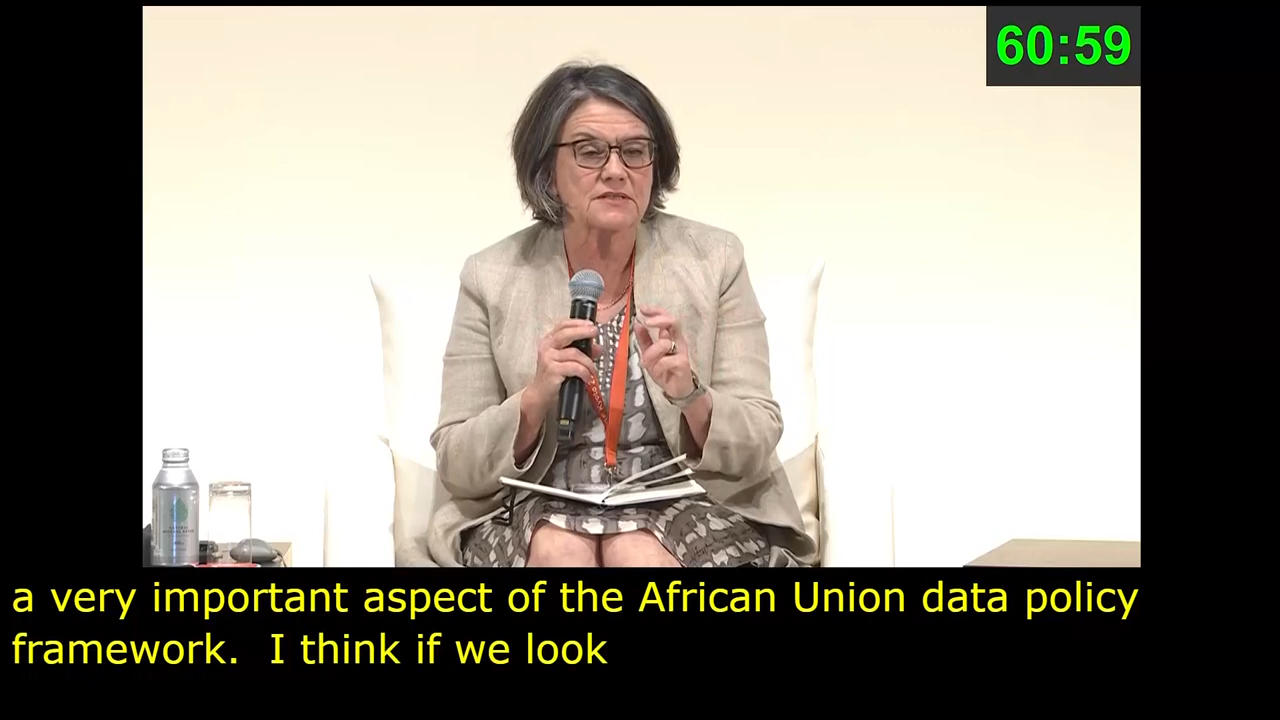 60:59
a very important aspect of the African Union data policy
framework.  I think if we look